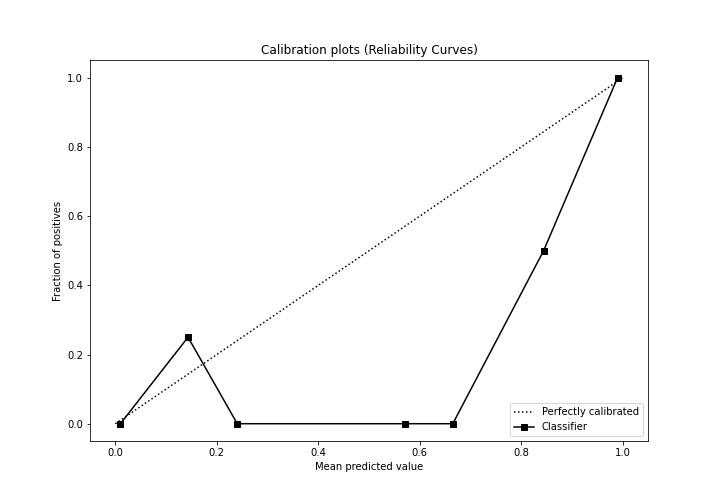 Calibration plots (Reliability Curves)
1.0
0.8
0.6
0.4
0.2
0.0
Fraction of positives
Perfectly calibrated
Classifier
0.0 0.2 0.4 0.6 0.8 1.0
Mean predicted value